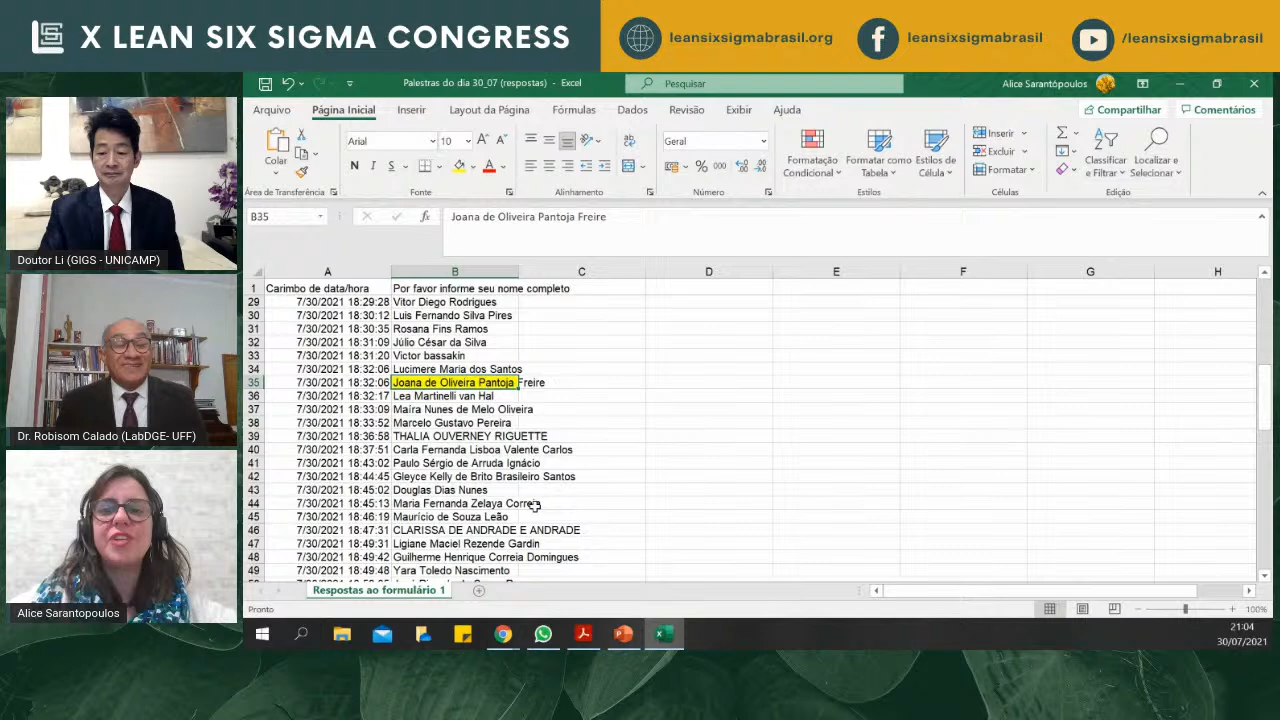 X LEAN SIX SIGMA CONGRESS
leansixsigmabrasil.org
leansixsigmabrasil
/leansixsigmabrasil
Doutor Li (GIGS - UNICAMP)
Dr. Robisom Calado (LabDGE- UFF)
Alice Sarantopoulos
Palestras do dia 30_07 (respostas) - Excel
Pesquisar
Alice Sarantópoulos
Arquivo Página Inicial Inserir Layout da Página Fórmulas Dados Revisão Exibir Ajuda
Compartilhar Comentários
Colar
Arial 10
N I S
Geral
% 000
Formatação Condicional
Formatar como Tabela
Estilos de Célula
Inserir
Excluir
Formatar
Classificar e Filtrar
Localizar e Selecionar
Área de Transferência Fonte Alinhamento Número Estilos Células Edição
B35 fx Joana de Oliveira Pantoja Freire
A B C D E F G H
1 Carimbo de data/hora Por favor informe seu nome completo
29 7/30/2021 18:29:28 Vitor Diego Rodrigues
30 7/30/2021 18:30:12 Luis Fernando Silva Pires
31 7/30/2021 18:30:35 Rosana Fins Ramos
32 7/30/2021 18:31:09 Júlio César da Silva
33 7/30/2021 18:31:20 Victor bassakin
34 7/30/2021 18:32:06 Lucimere Maria dos Santos
35 7/30/2021 18:32:06 Joana de Oliveira Pantoja Freire
36 7/30/2021 18:32:17 Lea Martinelli van Hal
37 7/30/2021 18:33:09 Maíra Nunes de Melo Oliveira
38 7/30/2021 18:33:52 Marcelo Gustavo Pereira
39 7/30/2021 18:36:58 THALIA OUVERNEY RIGUETTE
40 7/30/2021 18:37:51 Carla Fernanda Lisboa Valente Carlos
41 7/30/2021 18:43:02 Paulo Sérgio de Arruda Ignácio
42 7/30/2021 18:44:45 Gleyce Kelly de Brito Brasileiro Santos
43 7/30/2021 18:45:02 Douglas Dias Nunes
44 7/30/2021 18:45:13 Maria Fernanda Zelaya Correia
45 7/30/2021 18:46:19 Maurício de Souza Leão
46 7/30/2021 18:47:31 CLARISSA DE ANDRADE E ANDRADE
47 7/30/2021 18:49:31 Ligiane Maciel Rezende Gardin
48 7/30/2021 18:49:42 Guilherme Henrique Correia Domingues
49 7/30/2021 18:49:48 Yara Toledo Nascimento
Respostas ao formulário 1
Pronto
100%
21:04
30/07/2021